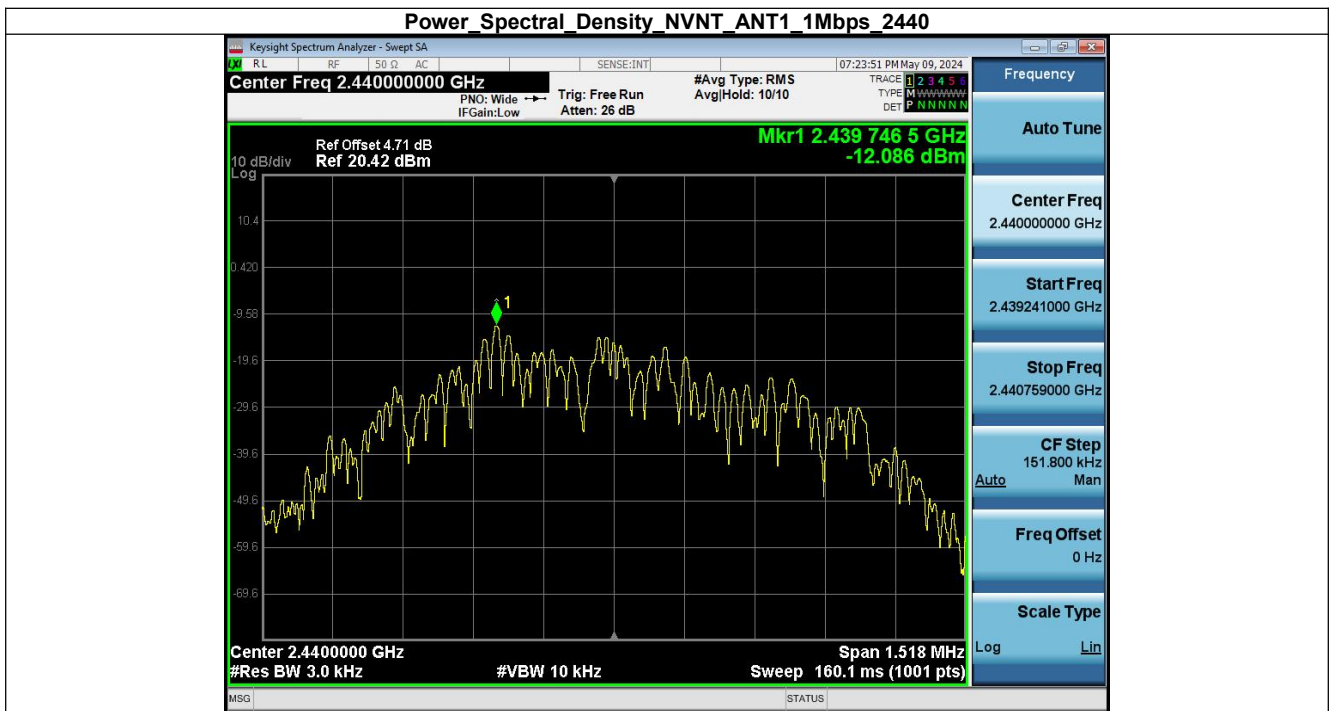 Power_Spectral_Density_NVNT_ANT1_1Mbps_2440
Keysight Spectrum Analyzer - Swept SA
LXI RL RF 50 Ω AC SENSE:INT 07:23:51 PM May 09, 2024
Center Freq 2.440000000 GHz
PNO: Wide
IFGain:Low
Trig: Free Run
Atten: 26 dB
#Avg Type: RMS
Avg|Hold: 10/10
TRACE 1 2 3 4 5 6
TYPE M WWWWW
DET P N N N N N
Mkr1 2.439 746 5 GHz
-12.086 dBm
Ref Offset 4.71 dB
10 dB/div Ref 20.42 dBm
Log
10.4
0.420
-9.58
-19.6
-29.6
-39.6
-49.6
-59.6
-69.6
1
Center 2.4400000 GHz Span 1.518 MHz
#Res BW 3.0 kHz #VBW 10 kHz Sweep 160.1 ms (1001 pts)
MSG STATUS
Frequency
Auto Tune
Center Freq
2.440000000 GHz
Start Freq
2.439241000 GHz
Stop Freq
2.440759000 GHz
CF Step
151.800 kHz
Auto Man
Freq Offset
0 Hz
Scale Type
Log Lin